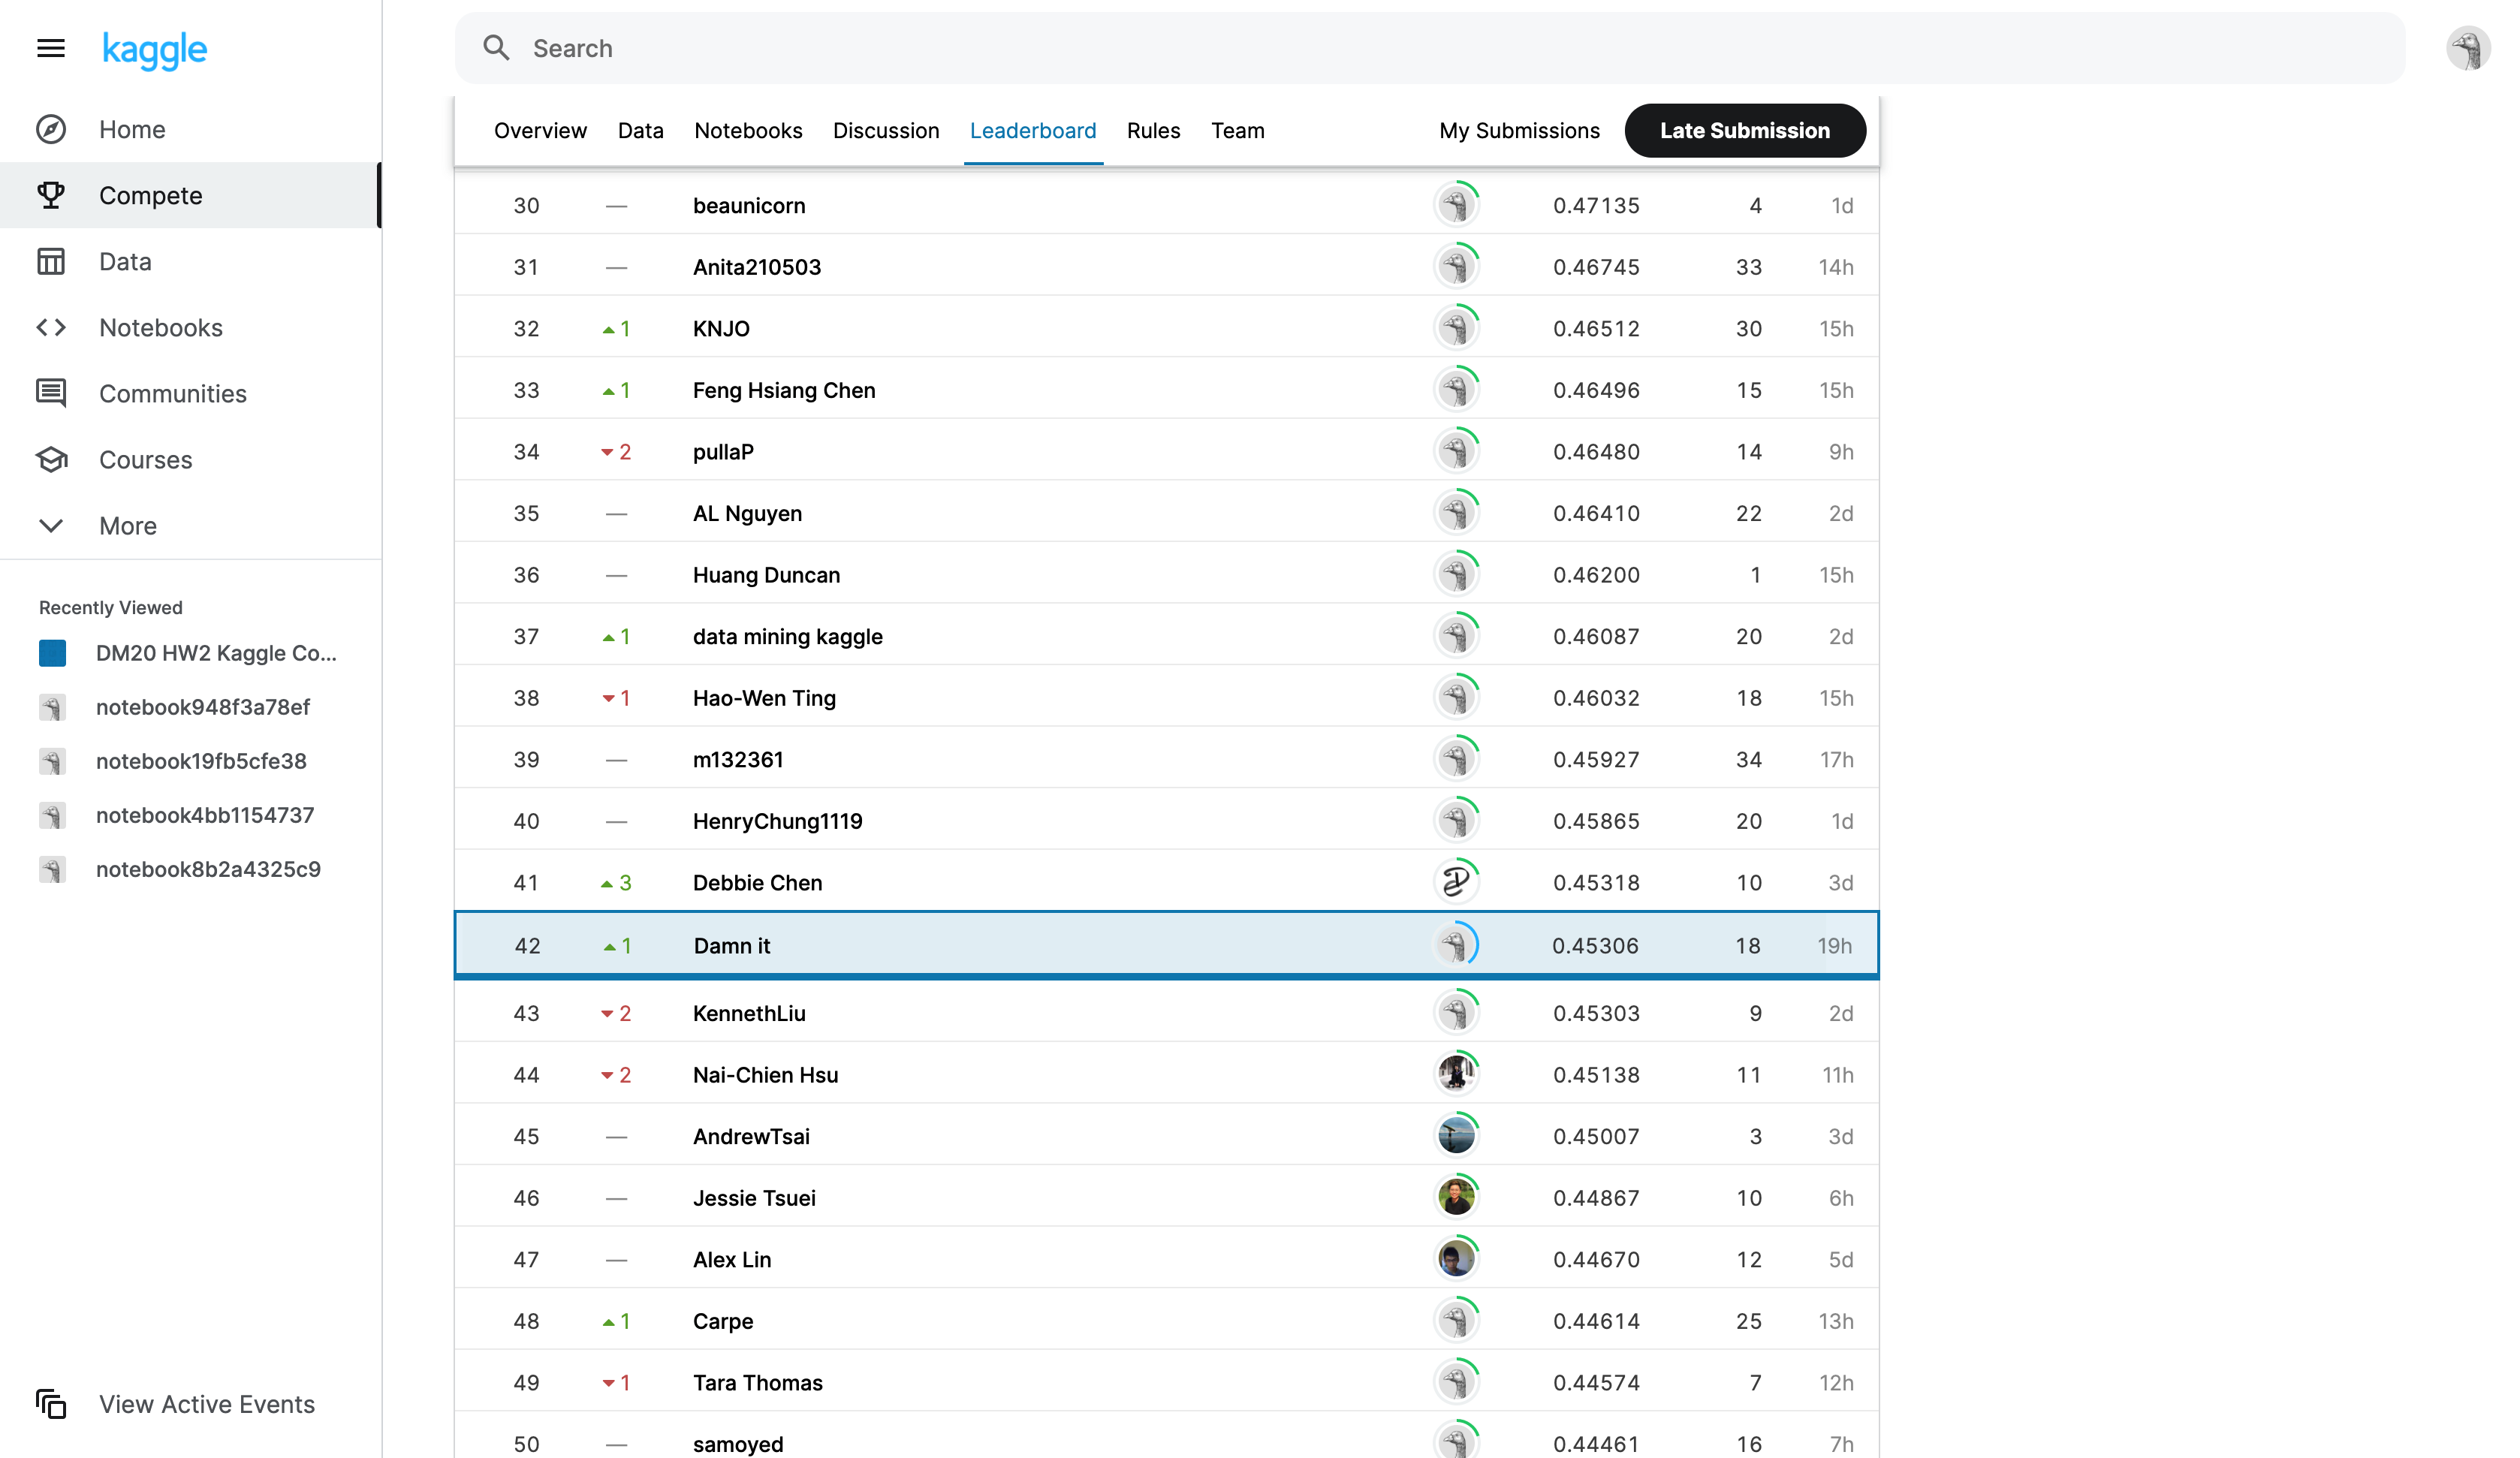 kaggle
Search
Home
Compete
Data
Notebooks
Communities
Courses
More
Recently Viewed
DM20 HW2 Kaggle Co...
notebook948f3a78ef
notebook19fb5cfe38
notebook4bb1154737
notebook8b2a4325c9
View Active Events
Overview Data Notebooks Discussion Leaderboard Rules Team My Submissions Late Submission
30 — beaunicorn 0.47135 4 1d
31 — Anita210503 0.46745 33 14h
32 ▲1 KNJO 0.46512 30 15h
33 ▲1 Feng Hsiang Chen 0.46496 15 15h
34 ▼2 pullaP 0.46480 14 9h
35 — AL Nguyen 0.46410 22 2d
36 — Huang Duncan 0.46200 1 15h
37 ▲1 data mining kaggle 0.46087 20 2d
38 ▼1 Hao-Wen Ting 0.46032 18 15h
39 — m132361 0.45927 34 17h
40 — HenryChung1119 0.45865 20 1d
41 ▲3 Debbie Chen 0.45318 10 3d
42 ▲1 Damn it 0.45306 18 19h
43 ▼2 KennethLiu 0.45303 9 2d
44 ▼2 Nai-Chien Hsu 0.45138 11 11h
45 — AndrewTsai 0.45007 3 3d
46 — Jessie Tsuei 0.44867 10 6h
47 — Alex Lin 0.44670 12 5d
48 ▲1 Carpe 0.44614 25 13h
49 ▼1 Tara Thomas 0.44574 7 12h
50 — samoyed 0.44461 16 7h